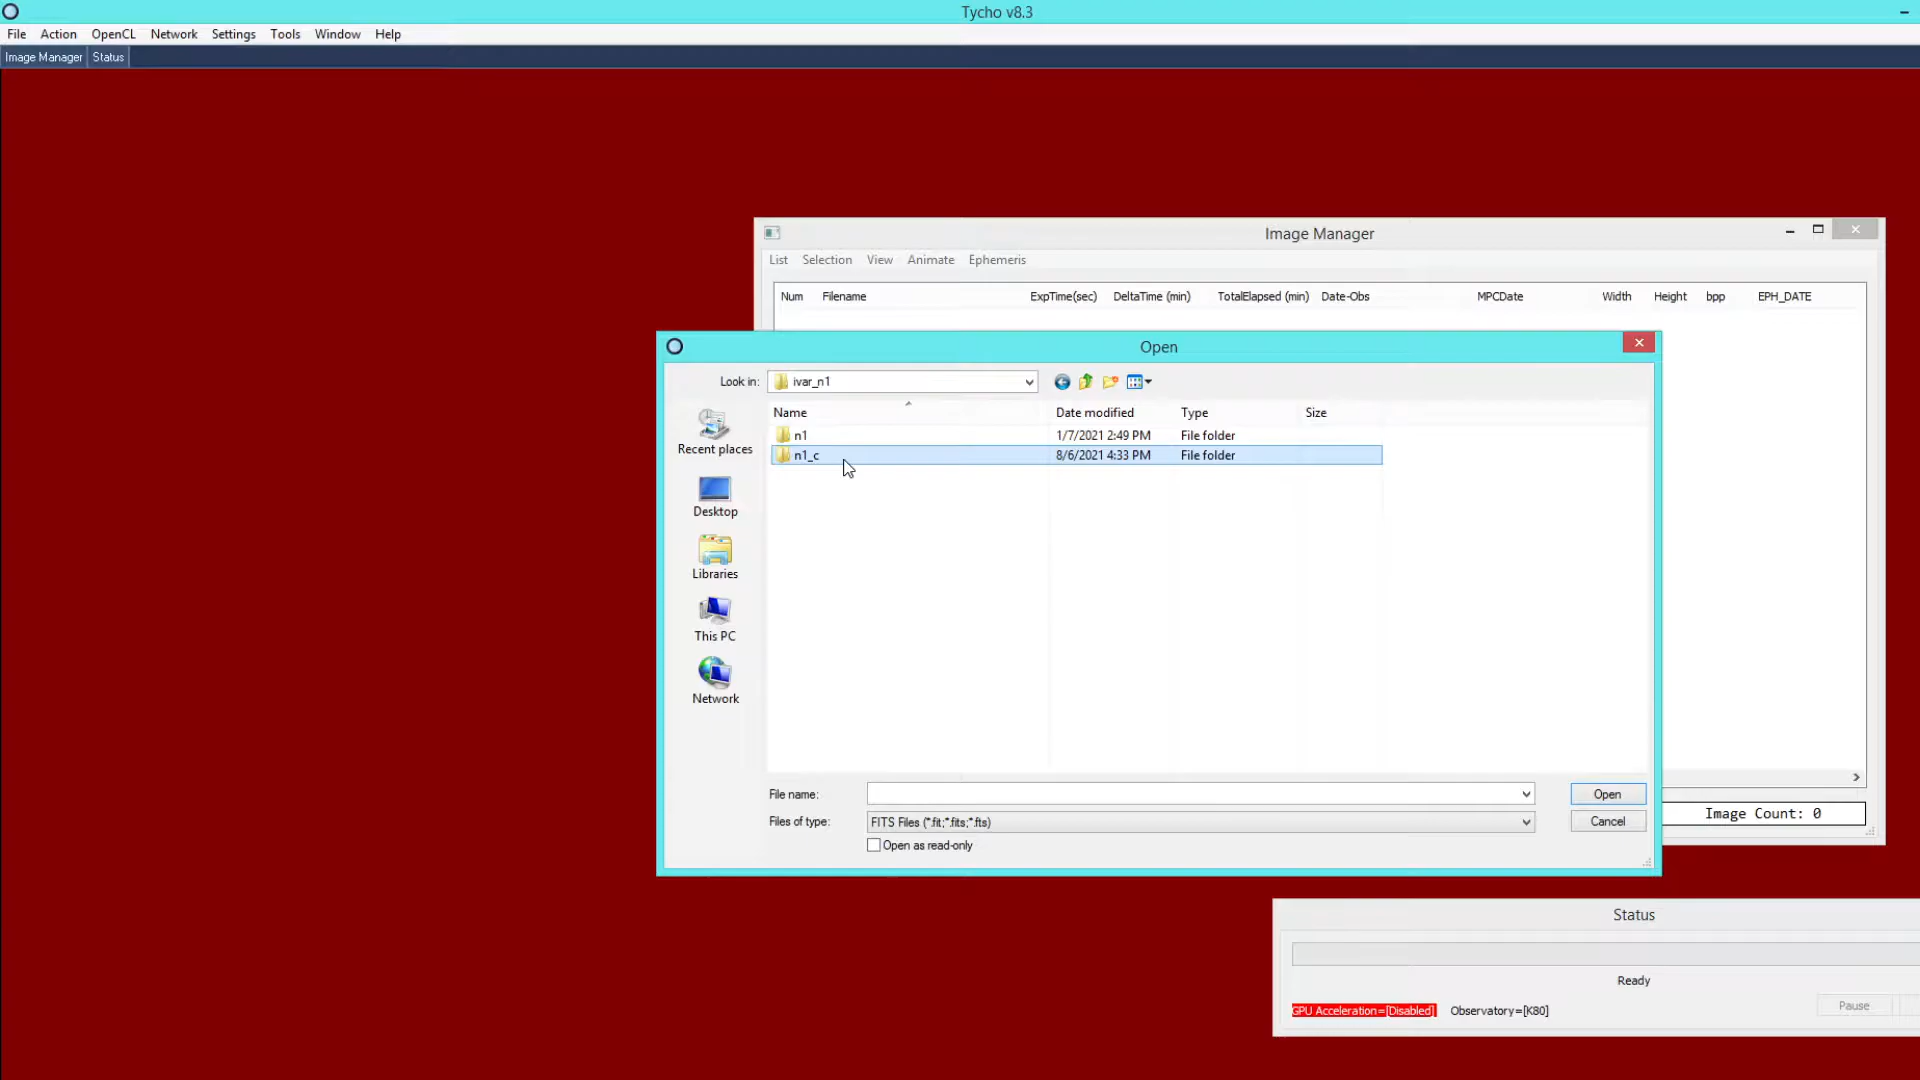 Tycho v8.3
File Action OpenCL Network Settings Tools Window Help
Image Manager Status
Image Manager
List Selection View Animate Ephemeris
Num Filename ExpTime(sec) DeltaTime (min) TotalElapsed (min) Date-Obs MPCDate Width Height bpp EPH_DATE
Open
Look in: ivar_n1
Name Date modified Type Size
n1 1/7/2021 2:49 PM File folder
n1_c 8/6/2021 4:33 PM File folder
Recent places
Desktop
Libraries
This PC
Network
File name: Open
Files of type: FITS Files (*.fit;*.fits;*.fts) Cancel
Open as read-only
Image Count: 0
Status
Ready
GPU Acceleration=[Disabled] Observatory=[K80] Pause